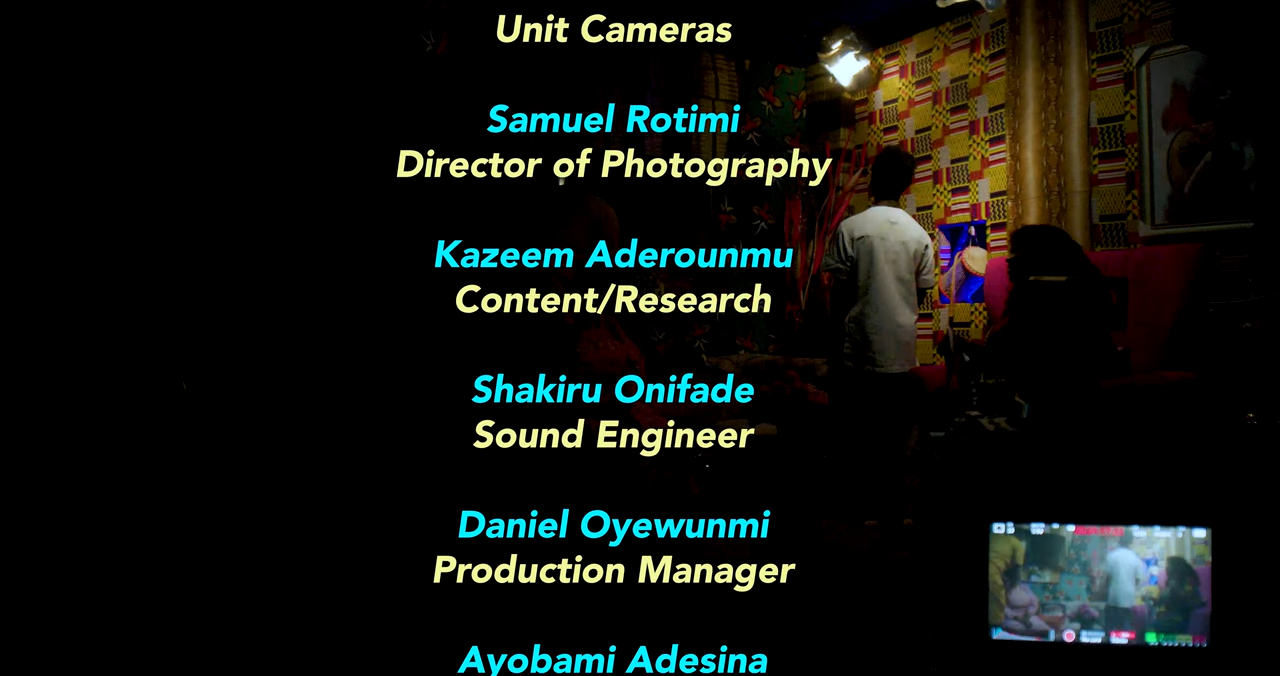 Unit Cameras
Samuel Rotimi
Director of Photography
Kazeem Aderounmu
Content/Research
Shakiru Onifade
Sound Engineer
Daniel Oyewunmi
Production Manager
Ayobami Adesina